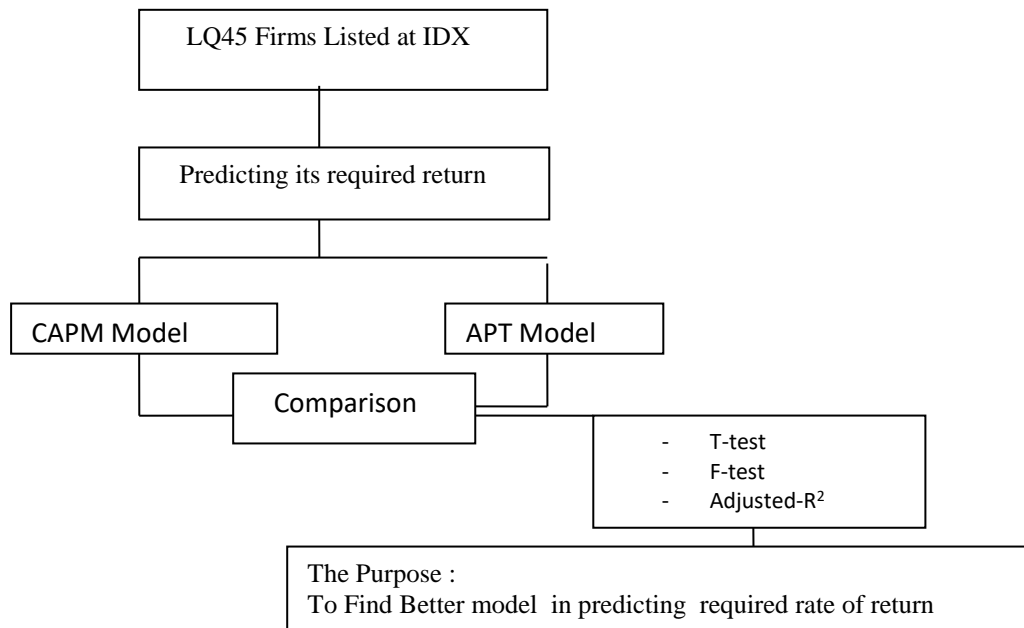 LQ45 Firms Listed at IDX
Predicting its required return
CAPM Model
APT Model
Comparison
- T-test
- F-test
- Adjusted-R²
The Purpose :
To Find Better model in predicting required rate of return